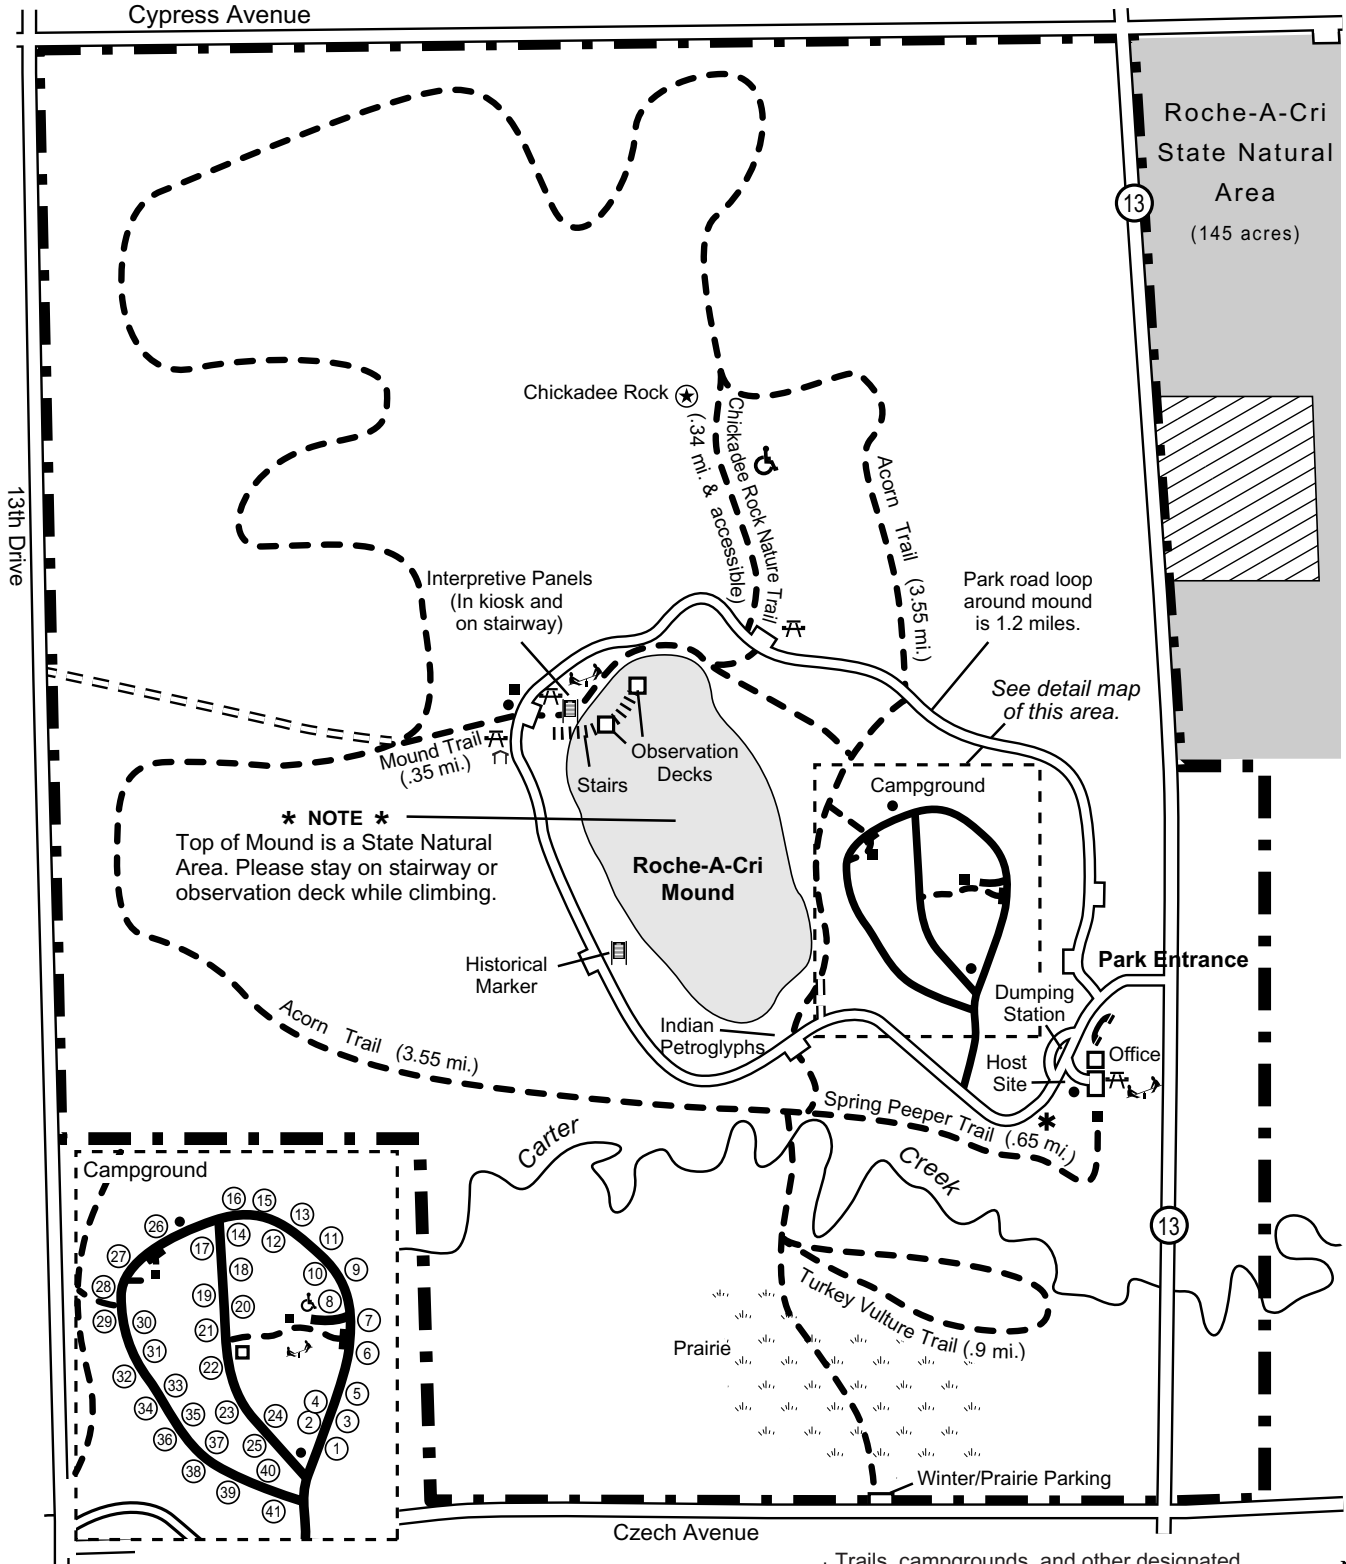 Cypress Avenue
Roche-A-Cri
State Natural
Area
(145 acres)
13
Chickadee Rock
Chickadee Rock Nature Trail
(.34 mi. & accessible)
Acorn Trail (3.55 mi.)
13th Drive
Interpretive Panels
(In kiosk and
on stairway)
Park road loop
around mound
is 1.2 miles.
See detail map
of this area.
Mound Trail
(.35 mi.)
Observation
Decks
Stairs
Campground
* NOTE *
Top of Mound is a State Natural
Area. Please stay on stairway or
observation deck while climbing.
Roche-A-Cri
Mound
Historical
Marker
Park Entrance
Dumping
Station
Indian
Petroglyphs
Office
Host
Site
Acorn Trail (3.55 mi.)
Spring Peeper Trail (.65 mi.)
*
Carter
Creek
13
Turkey Vulture Trail (.9 mi.)
Prairie
Winter/Prairie Parking
Czech Avenue
Campground
16
15
13
26
14
12
11
17
27
18
10
9
28
19
20
8
29
30
21
7
31
22
6
32
33
5
34
35
23
24
4
2
3
36
37
25
1
38
40
39
41
Trails, campgrounds, and other designated